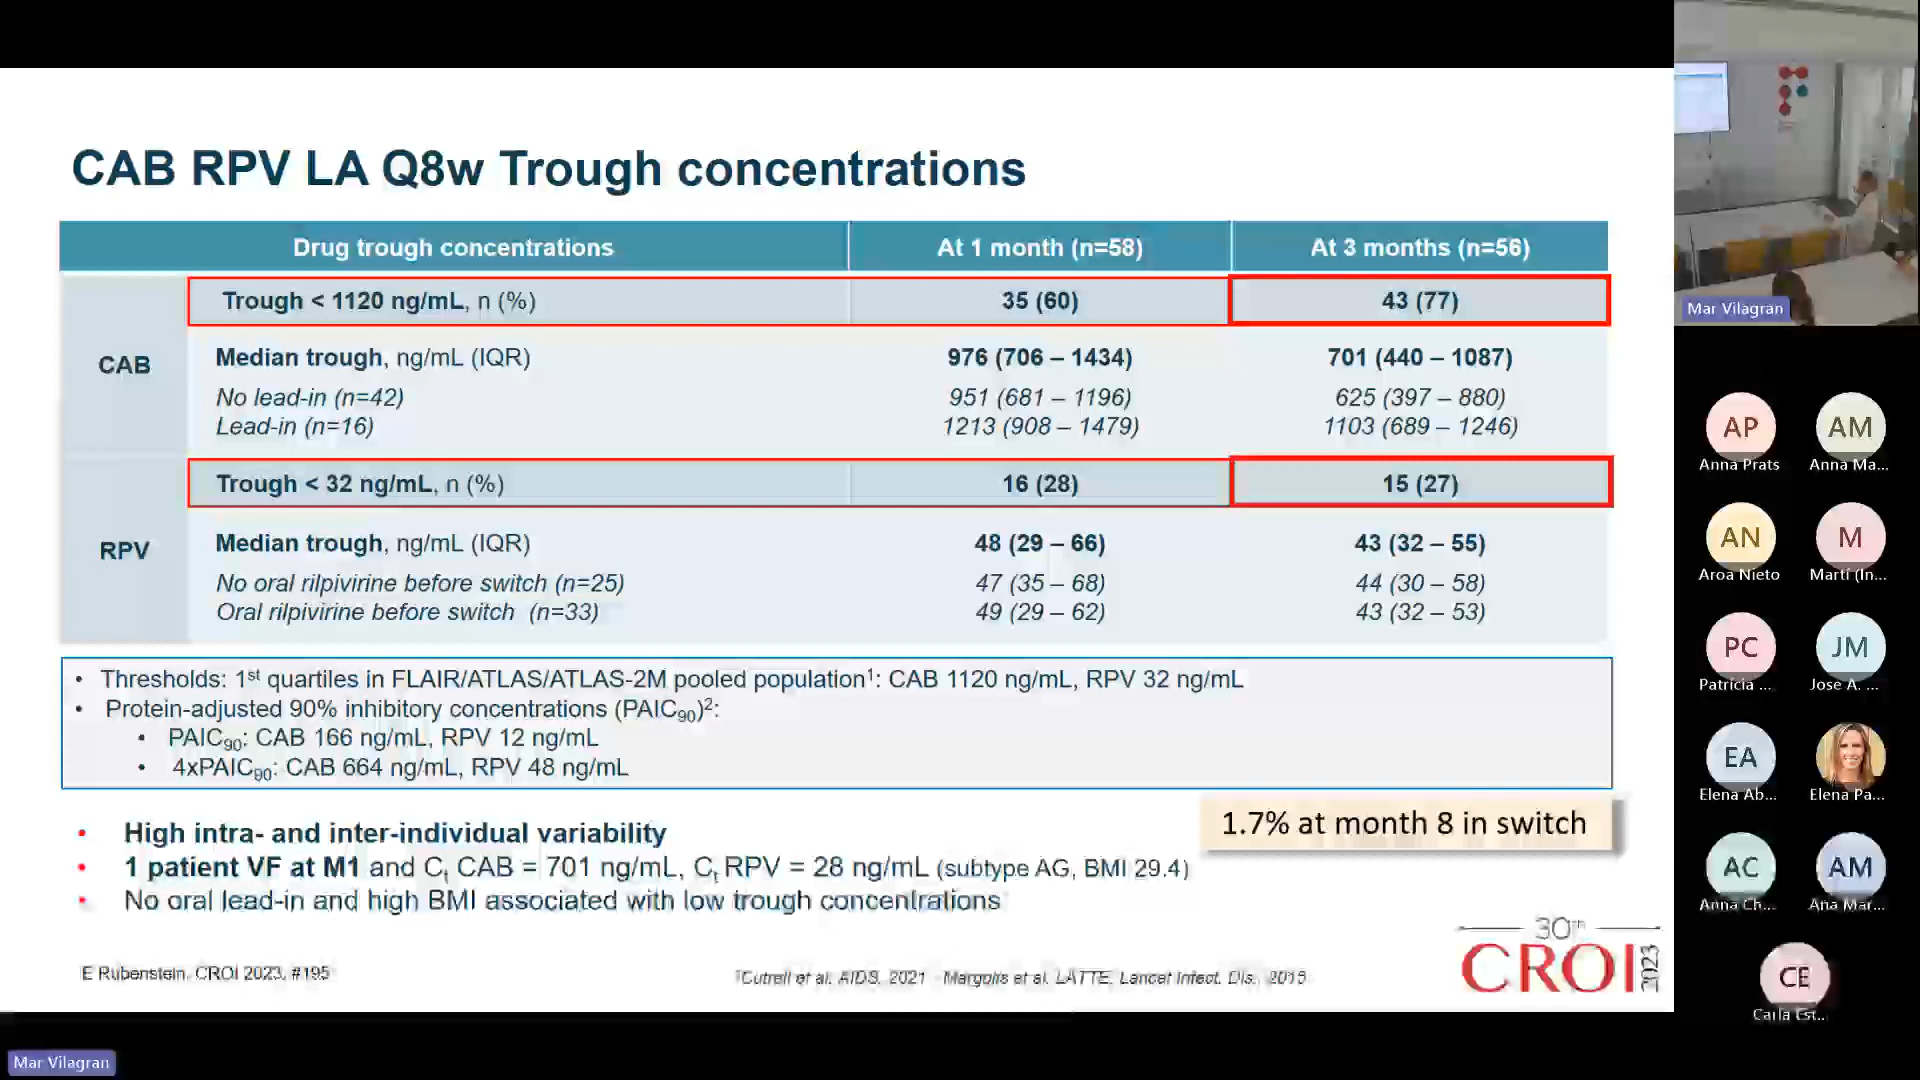 CAB RPV LA Q8w Trough concentrations
Drug trough concentrations At 1 month (n=58) At 3 months (n=56)
CAB
Trough < 1120 ng/mL, n (%) 35 (60) 43 (77)
Median trough, ng/mL (IQR) 976 (706 – 1434) 701 (440 – 1087)
No lead-in (n=42) 951 (681 – 1196) 625 (397 – 880)
Lead-in (n=16) 1213 (908 – 1479) 1103 (689 – 1246)
RPV
Trough < 32 ng/mL, n (%) 16 (28) 15 (27)
Median trough, ng/mL (IQR) 48 (29 – 66) 43 (32 – 55)
No oral rilpivirine before switch (n=25) 47 (35 – 68) 44 (30 – 58)
Oral rilpivirine before switch (n=33) 49 (29 – 62) 43 (32 – 53)
• Thresholds: 1st quartiles in FLAIR/ATLAS/ATLAS-2M pooled population¹: CAB 1120 ng/mL, RPV 32 ng/mL
• Protein-adjusted 90% inhibitory concentrations (PAIC₉₀)²:
• PAIC₉₀: CAB 166 ng/mL, RPV 12 ng/mL
• 4xPAIC₉₀: CAB 664 ng/mL, RPV 48 ng/mL
1.7% at month 8 in switch
• High intra- and inter-individual variability
• 1 patient VF at M1 and Cₜ CAB = 701 ng/mL, Cₜ RPV = 28 ng/mL (subtype AG, BMI 29.4)
• No oral lead-in and high BMI associated with low trough concentrations
E Rubenstein. CROI 2023, #195
¹Cutrell et al. AIDS. 2021 Margolis et al. LATTE. Lancet Infect. Dis. 2015
30th
CROI 2023
Mar Vilagran
Mar Vilagran
AP AM
Anna Prats Anna Ma...
AN M
Aroa Nieto Martí (In...
PC JM
Patrícia ... Jose A. ...
EA
Elena Ab... Elena Pa...
AC AM
Anna Ch... Ana Mar...
CE
Carla Est...